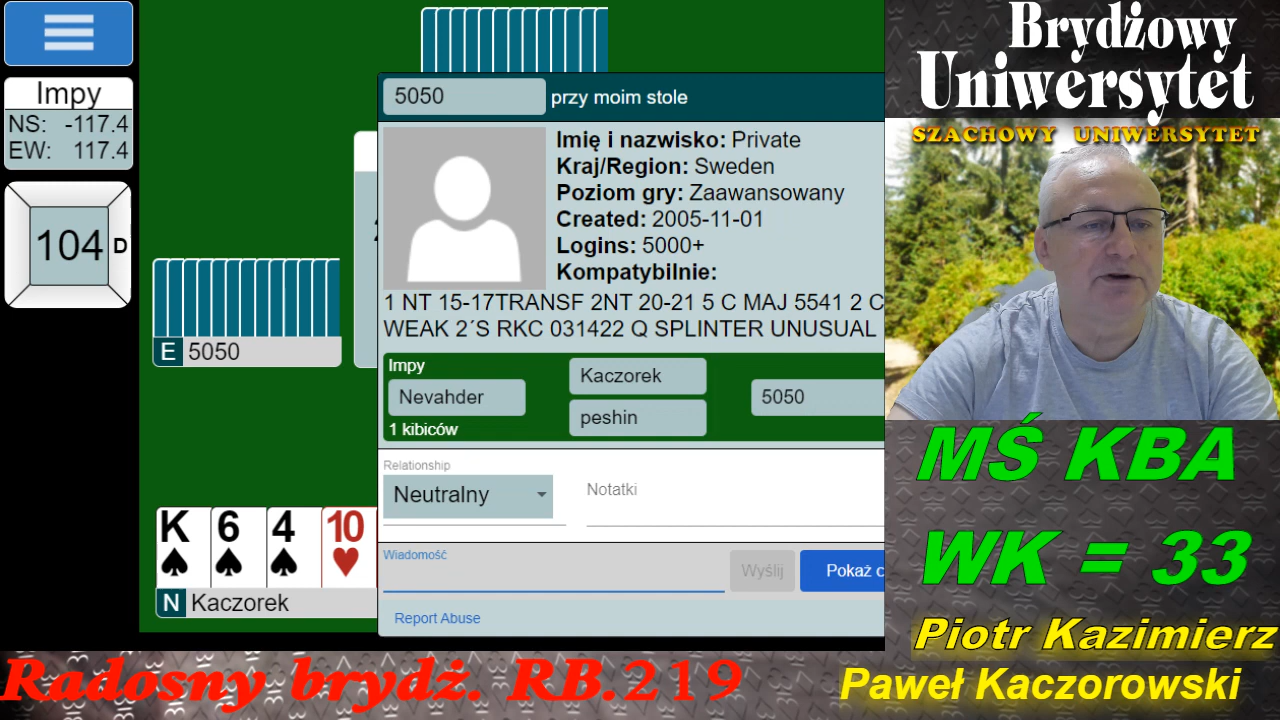 Impy
NS: -117.4
EW: 117.4
104 D
5050 przy moim stole
Imię i nazwisko: Private
Kraj/Region: Sweden
Poziom gry: Zaawansowany
Created: 2005-11-01
Logins: 5000+
Kompatybilnie:
1 NT 15-17TRANSF 2NT 20-21 5 C MAJ 5541 2 C
WEAK 2´S RKC 031422 Q SPLINTER UNUSUAL
Impy
Nevahder
Kaczorek
peshin
5050
1 kibiców
Relationship
Neutralny
Notatki
Wiadomość
Wyślij
Pokaż c
Report Abuse
E 5050
K 6 4 10
N Kaczorek
Brydżowy
Uniwersytet
SZACHOWY UNIWERSYTET
MŚ KBA
WK = 33
Piotr Kazimierz
Paweł Kaczorowski
Radosny brydż. RB.219